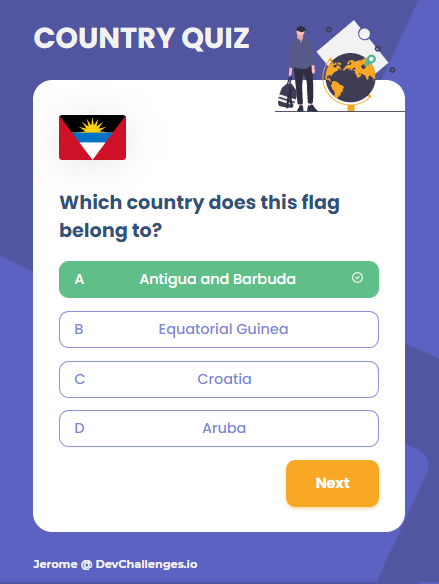 COUNTRY QUIZ
Which country does this flag
belong to?
A Antigua and Barbuda
B Equatorial Guinea
C Croatia
D Aruba
Next
Jerome @ DevChallenges.io